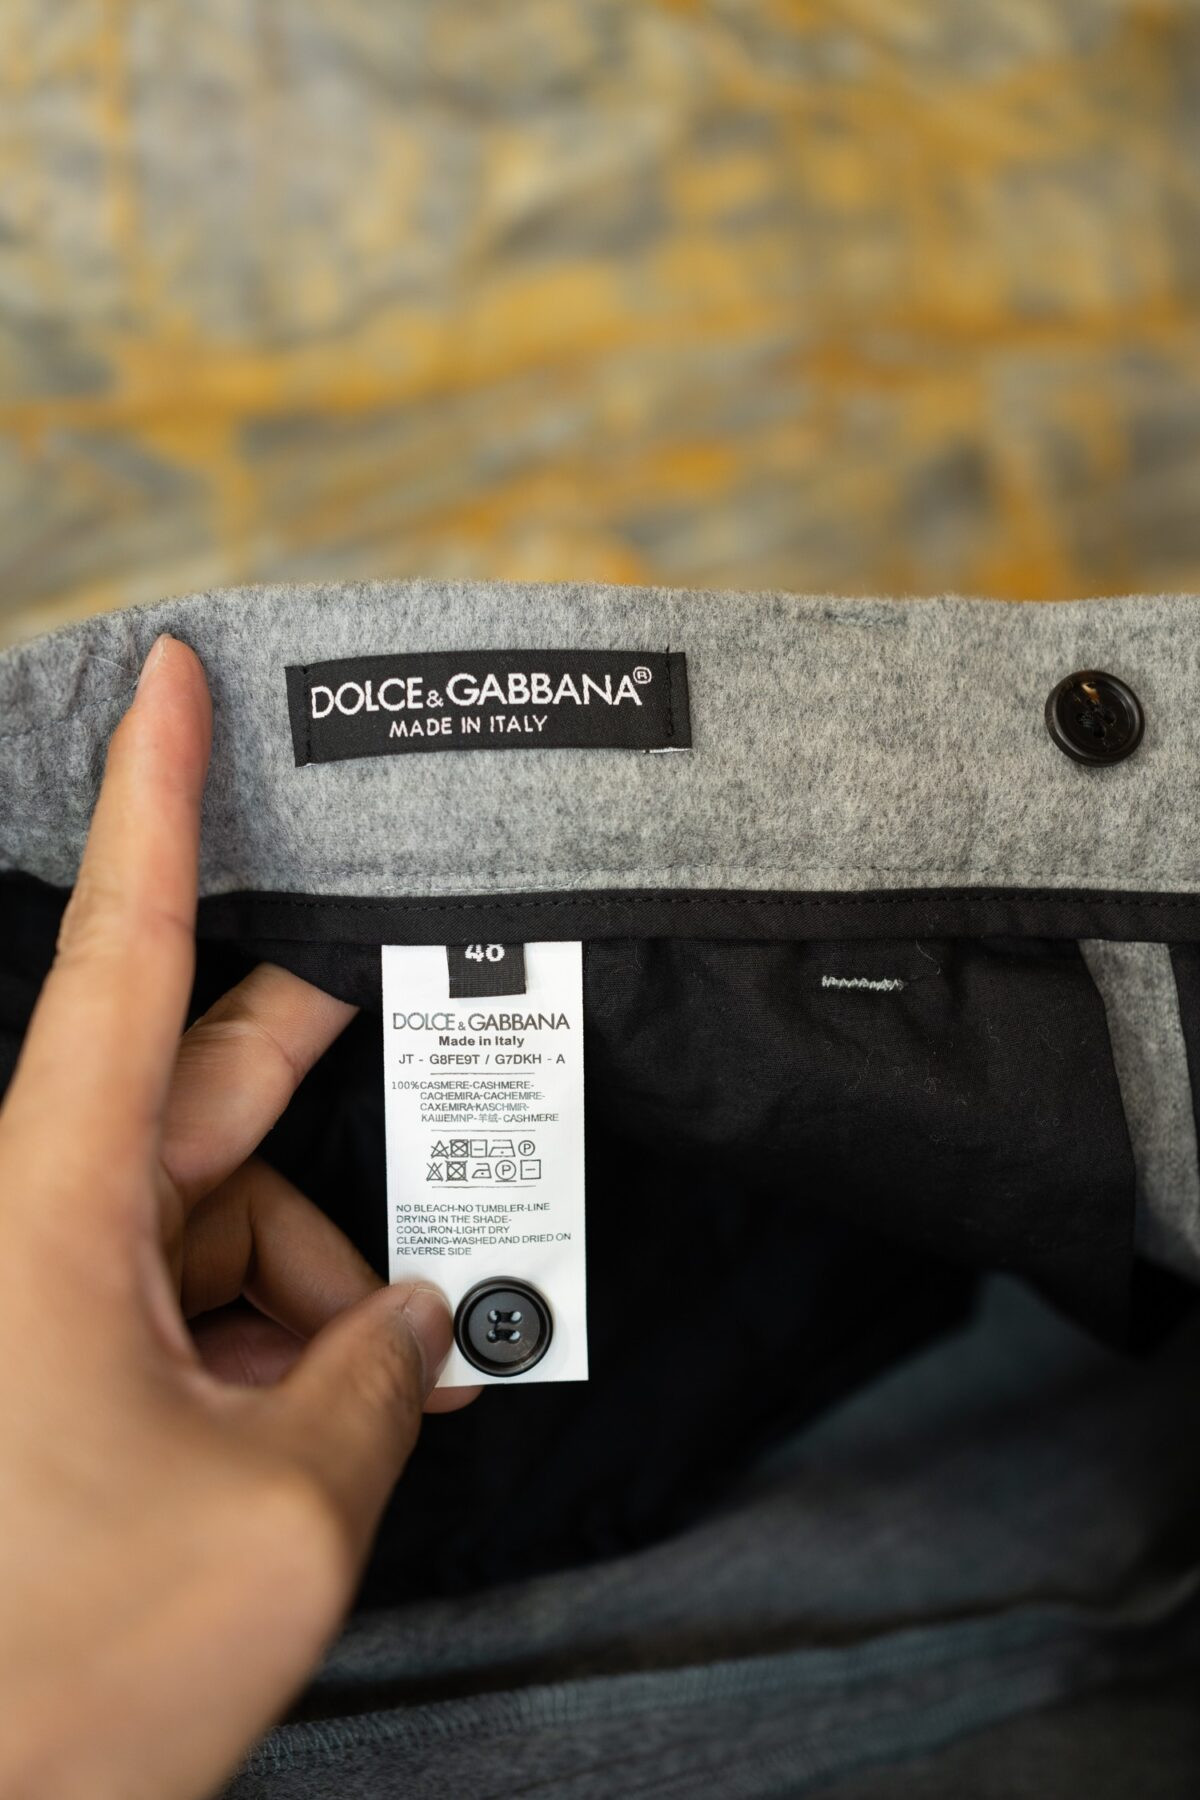 DOLCE&GABBANA®
MADE IN ITALY
48
DOLCE&GABBANA
Made in Italy
JT - G8FE9T / G7DKH - A
100%CASMERE-CASHMERE-
CACHEMIRA-CACHEMIRE-
CAXEMIRA-KASCHMIR-
КАШЕМNP-羊绒-CASHMERE
NO BLEACH-NO TUMBLER-LINE
DRYING IN THE SHADE-
COOL IRON-LIGHT DRY
CLEANING-WASHED AND DRIED ON
REVERSE SIDE